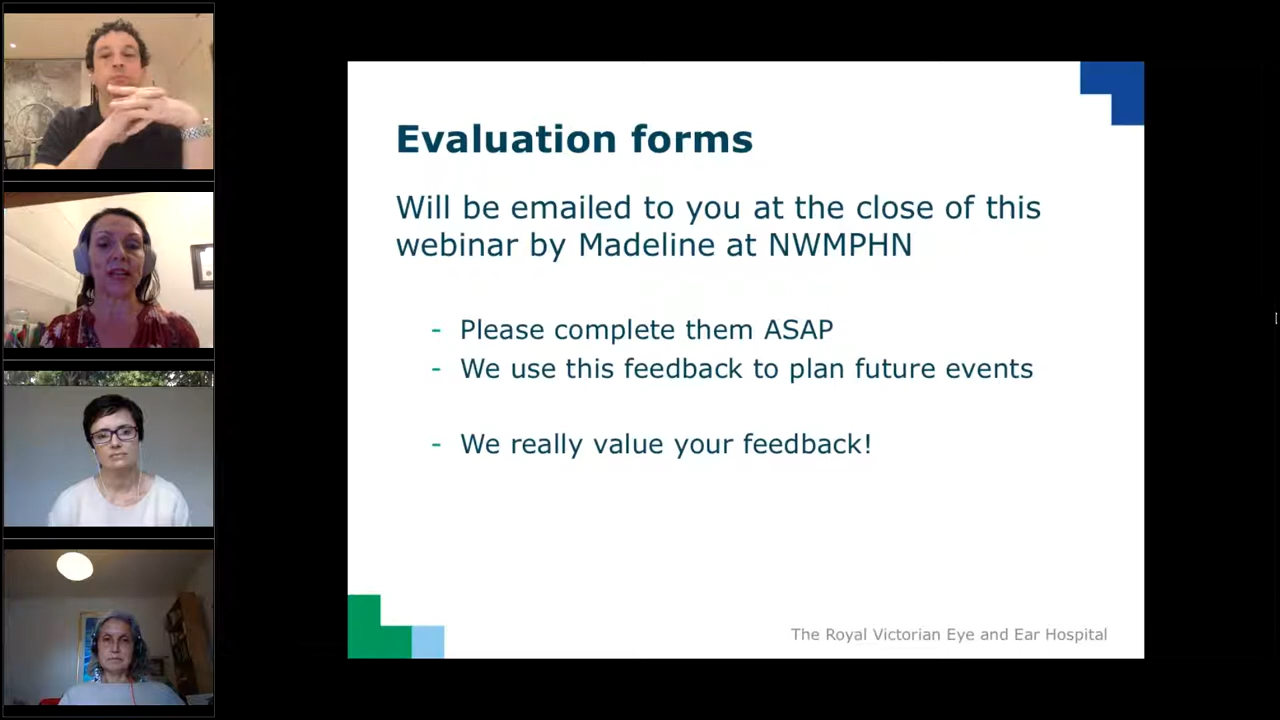 Evaluation forms
Will be emailed to you at the close of this
webinar by Madeline at NWMPHN
- Please complete them ASAP
- We use this feedback to plan future events
- We really value your feedback!
The Royal Victorian Eye and Ear Hospital